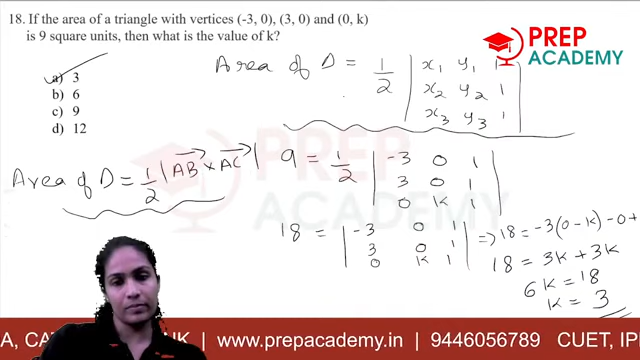 18. If the area of a triangle with vertices (-3, 0), (3, 0) and (0, k)
is 9 square units, then what is the value of k?
a) 3
b) 6
c) 9
d) 12
PREP
ACADEMY
Area of D = 1/2 | x1 y1 1
x2 y2 1
x3 y3 1 |
Area of D = 1/2 |AB × AC|
9 = 1/2 | -3 0 1
3 0 1
0 k 1 |
18 = | -3 0 1
3 0 1
0 k 1 |
=> 18 = -3(0-k) -0+
18 = 3k + 3k
6k = 18
k = 3
| www.prepacademy.in | 9446056789 CUET, IP